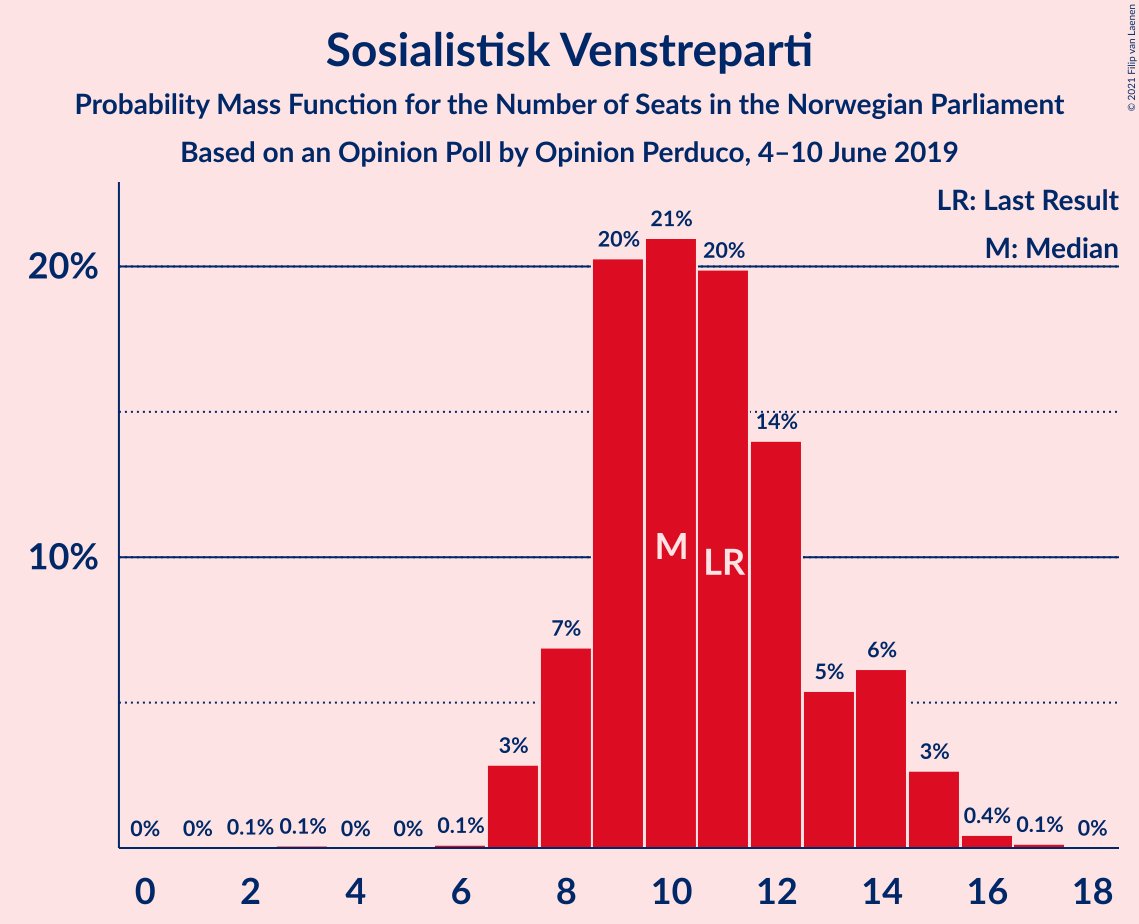 Sosialistisk Venstreparti
Probability Mass Function for the Number of Seats in the Norwegian Parliament
Based on an Opinion Poll by Opinion Perduco, 4–10 June 2019
© 2021 Filip van Laenen
LR: Last Result
M: Median
20%
10%
0%
0%
0.1%
0.1%
0%
0%
0.1%
3%
7%
20%
21%
20%
14%
5%
6%
3%
0.4%
0.1%
0%
M
LR
0 2 4 6 8 10 12 14 16 18